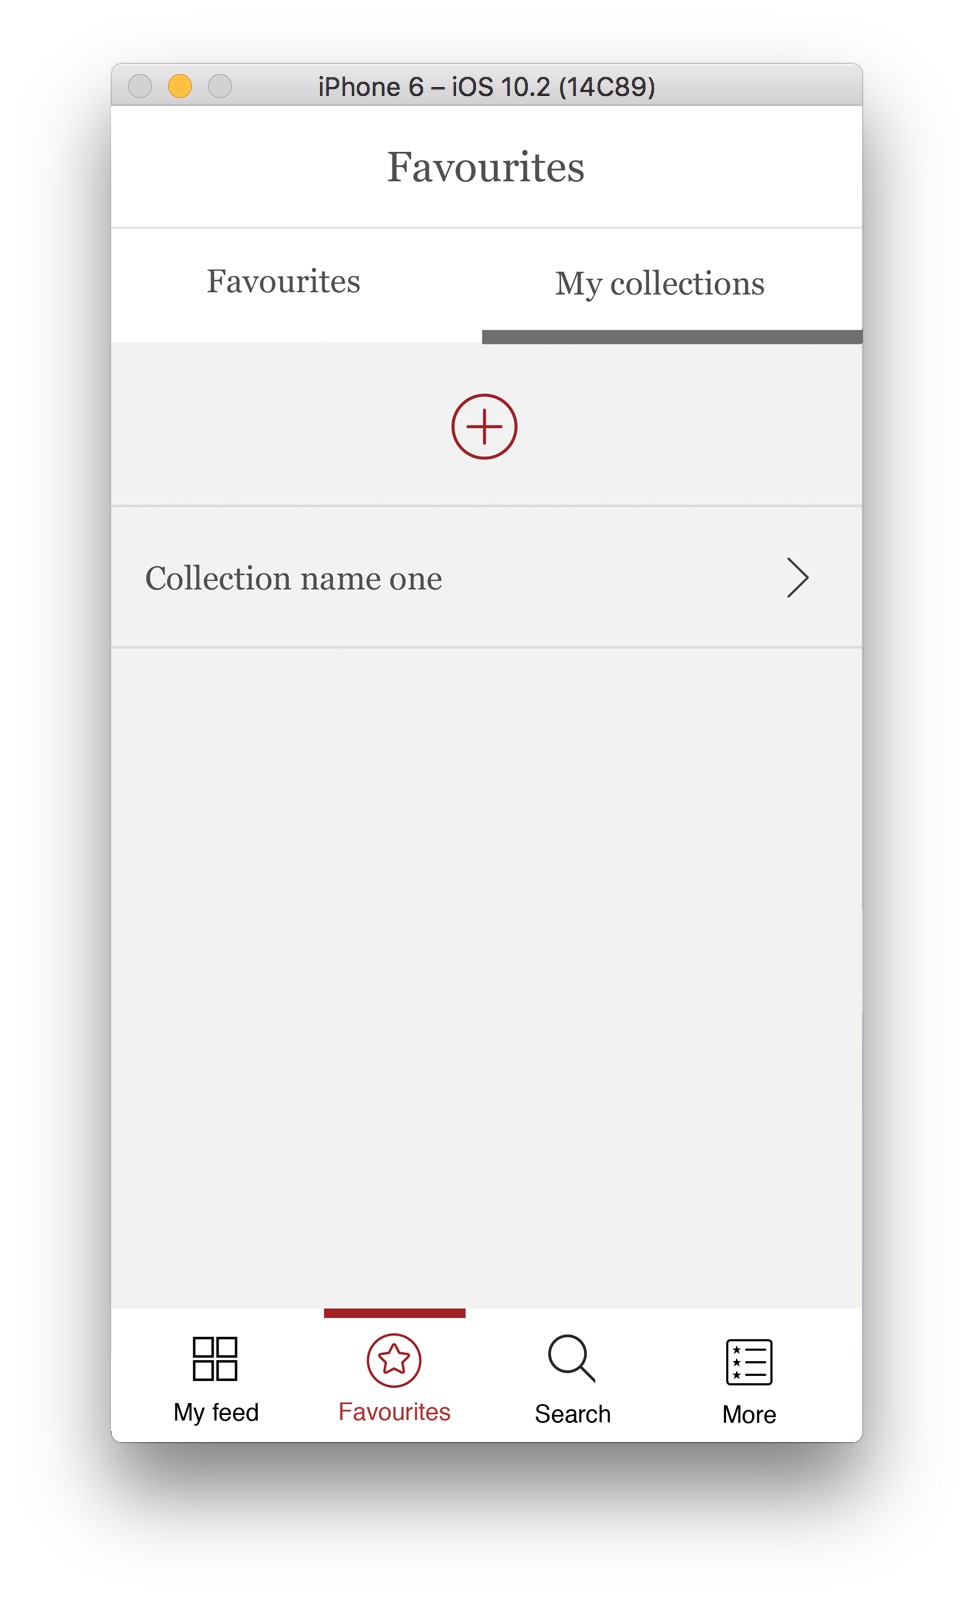 iPhone 6 – iOS 10.2 (14C89)
Favourites
Favourites
My collections
Collection name one
My feed
Favourites
Search
More